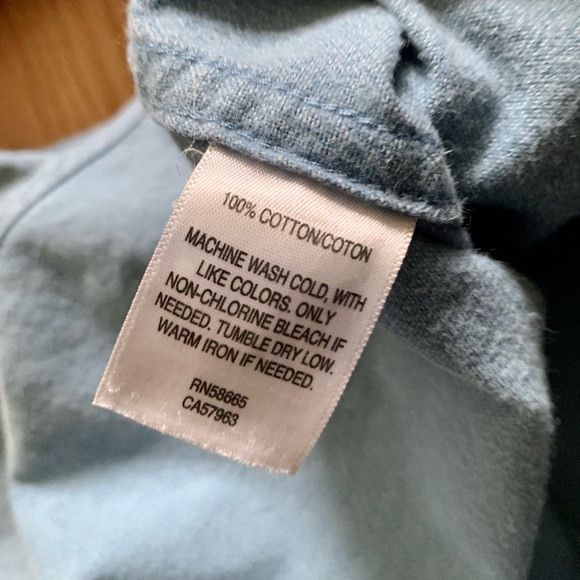 100% COTTON/COTON
MACHINE WASH COLD, WITH
LIKE COLORS. ONLY
NON-CHLORINE BLEACH IF
NEEDED. TUMBLE DRY LOW.
WARM IRON IF NEEDED.
RN58665
CA57963